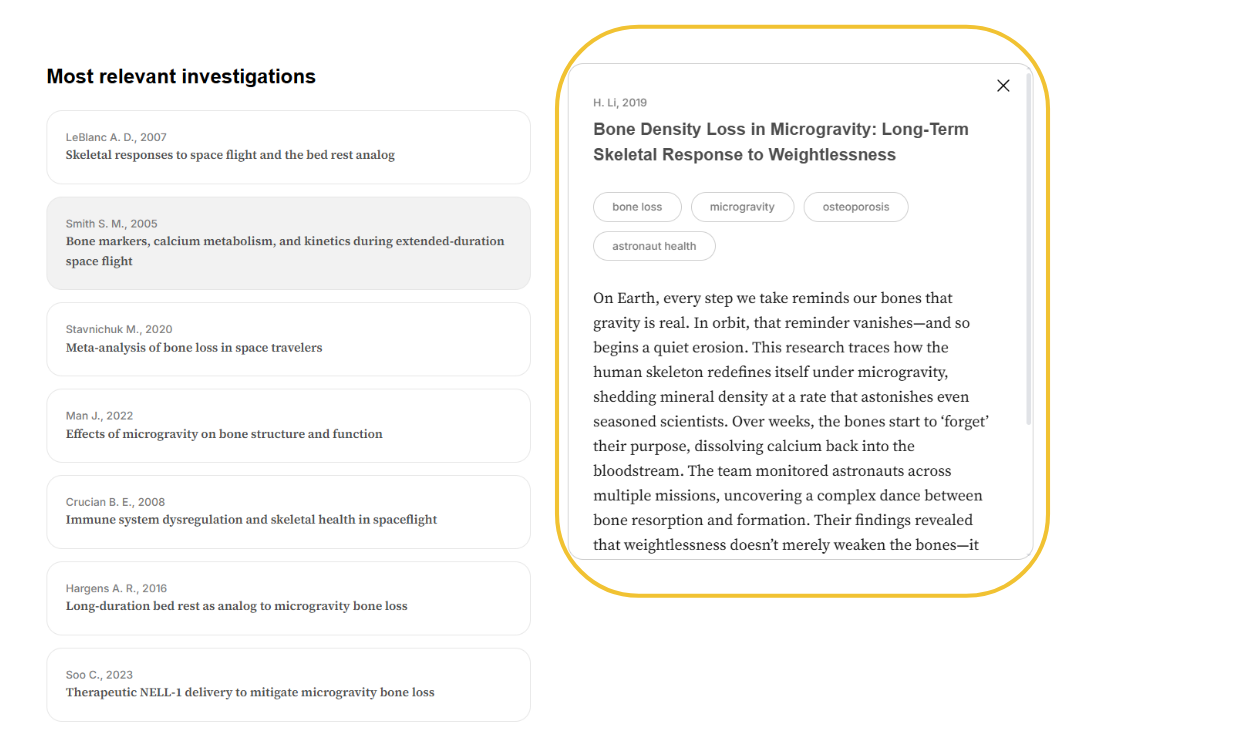 Most relevant investigations
LeBlanc A. D., 2007
Skeletal responses to space flight and the bed rest analog
Smith S. M., 2005
Bone markers, calcium metabolism, and kinetics during extended-duration
space flight
Stavnichuk M., 2020
Meta-analysis of bone loss in space travelers
Man J., 2022
Effects of microgravity on bone structure and function
Crucian B. E., 2008
Immune system dysregulation and skeletal health in spaceflight
Hargens A. R., 2016
Long-duration bed rest as analog to microgravity bone loss
Soo C., 2023
Therapeutic NELL-1 delivery to mitigate microgravity bone loss
H. Li, 2019
Bone Density Loss in Microgravity: Long-Term
Skeletal Response to Weightlessness
bone loss
microgravity
osteoporosis
astronaut health
On Earth, every step we take reminds our bones that
gravity is real. In orbit, that reminder vanishes—and so
begins a quiet erosion. This research traces how the
human skeleton redefines itself under microgravity,
shedding mineral density at a rate that astonishes even
seasoned scientists. Over weeks, the bones start to ‘forget’
their purpose, dissolving calcium back into the
bloodstream. The team monitored astronauts across
multiple missions, uncovering a complex dance between
bone resorption and formation. Their findings revealed
that weightlessness doesn’t merely weaken the bones—it